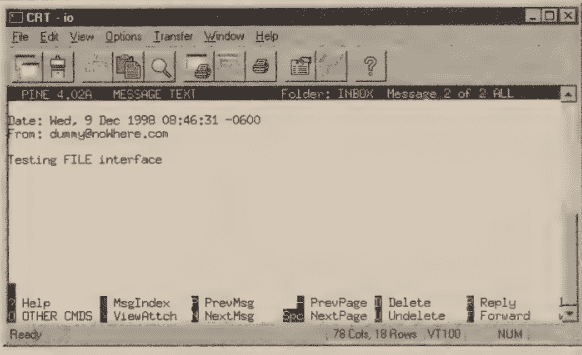 CRT - io
File Edit View Options Transfer Window Help
PINE 4.02A MESSAGE TEXT Folder: INBOX Message 2 of 2 ALL
Date: Wed, 9 Dec 1998 08:46:31 -0600
From: dummy@noWhere.com
Testing FILE interface
? Help MsgIndex P PrevMsg - PrevPage D Delete R Reply
O OTHER CMDS ViewAttch N NextMsg Spc NextPage U Undelete F Forward
Ready 78 Cols, 18 Rows VT100 NUM